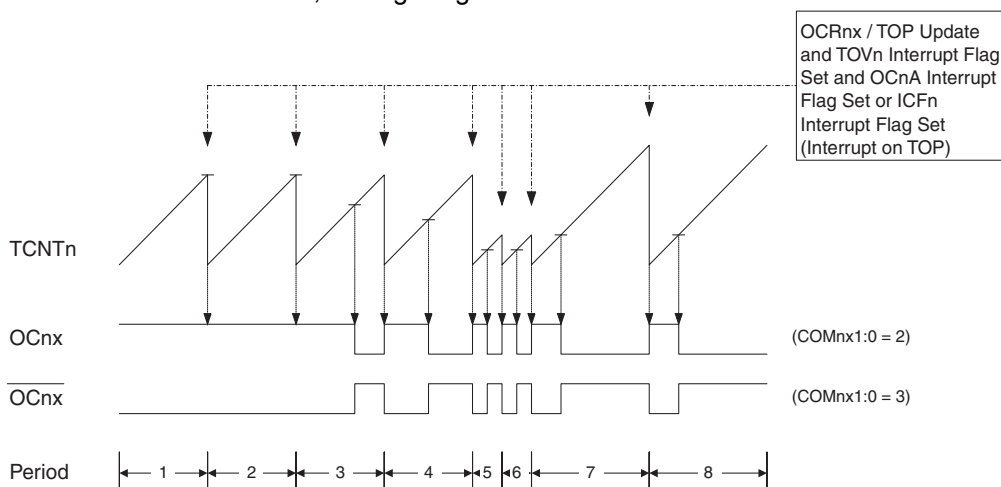 OCRnx / TOP Update
and TOVn Interrupt Flag
Set and OCnA Interrupt
Flag Set or ICFn
Interrupt Flag Set
(Interrupt on TOP)
TCNTn
OCnx (COMnx1:0 = 2)
OCnx (COMnx1:0 = 3)
Period 1 2 3 4 5 6 7 8